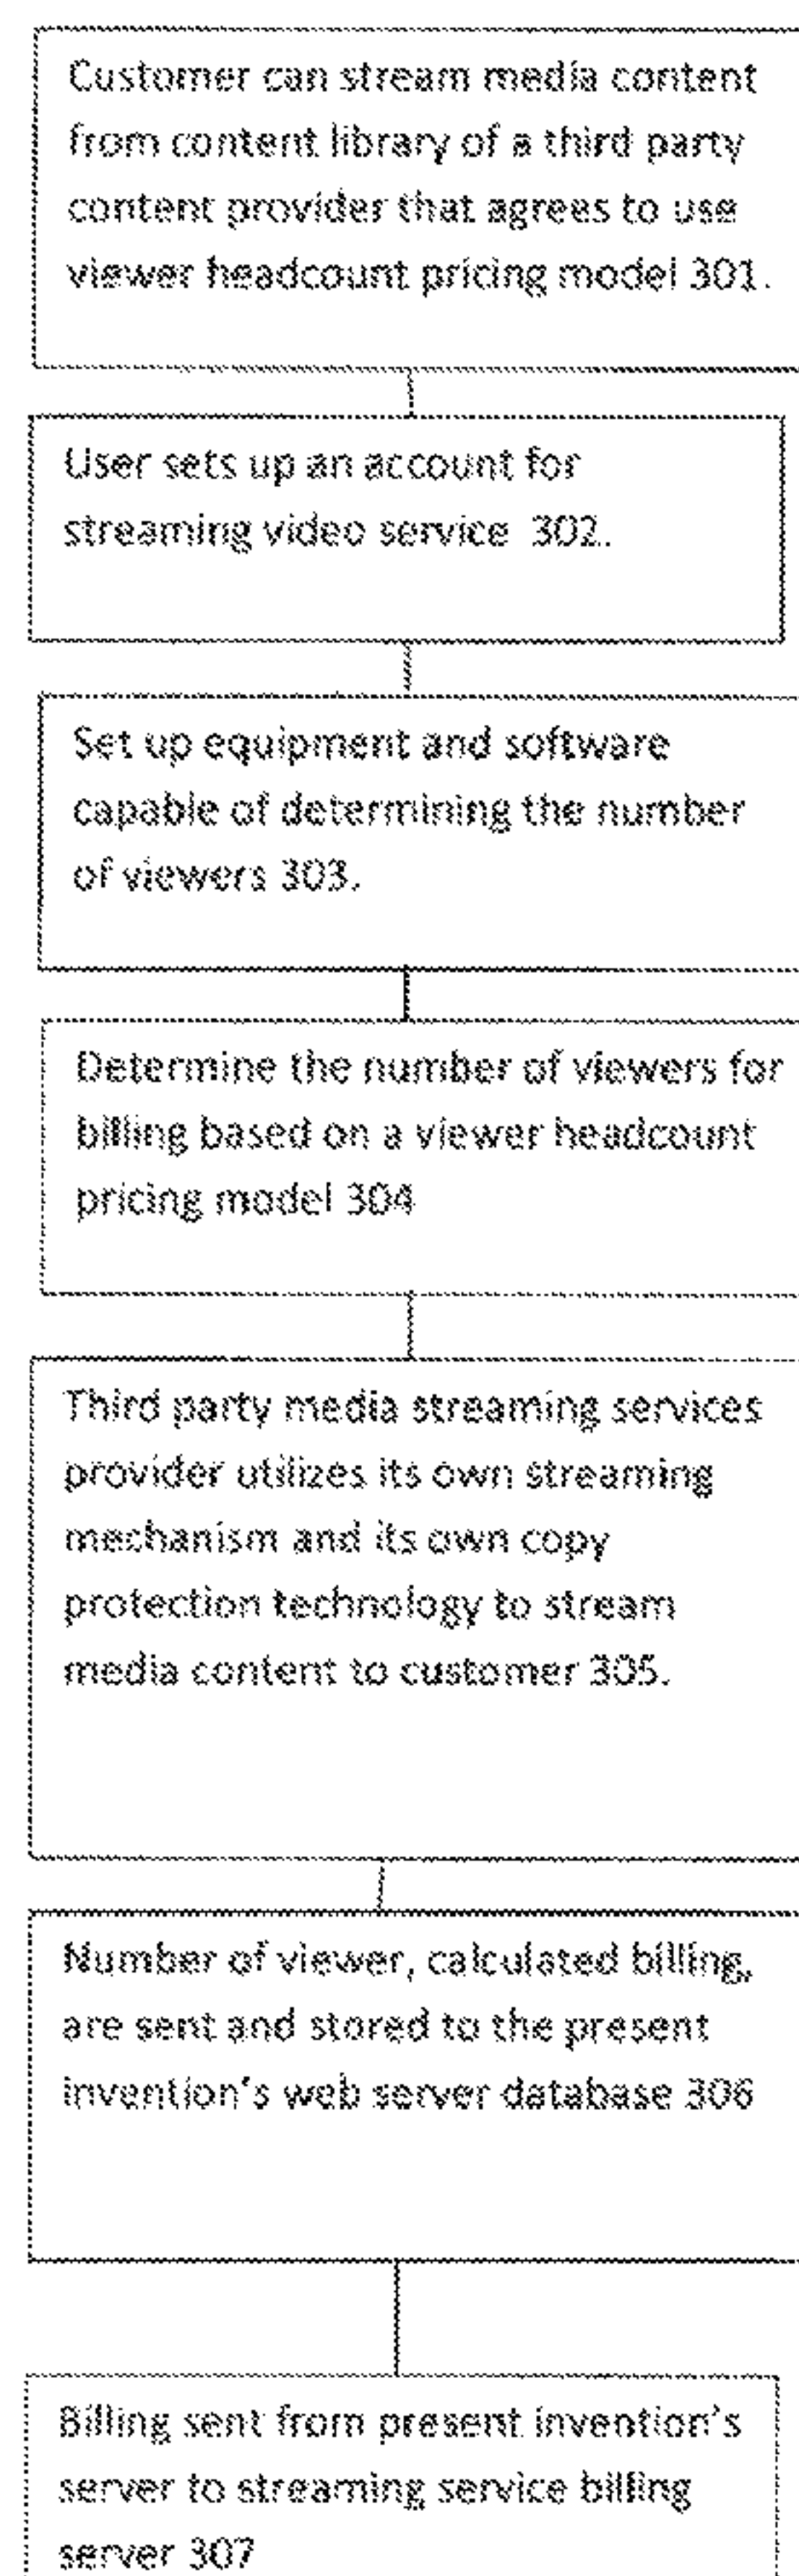 Customer can stream media content
from content library of a third party
content provider that agrees to use
viewer headcount pricing model 301.
User sets up an account for
streaming video service 302.
Set up equipment and software
capable of determining the number
of viewers 303.
Determine the number of viewers for
billing based on a viewer headcount
pricing model 304
Third party media streaming services
provider utilizes its own streaming
mechanism and its own copy
protection technology to stream
media content to customer 305.
Number of viewer, calculated billing,
are sent and stored to the present
invention's web server database 306
Billing sent from present invention's
server to streaming service billing
server 307